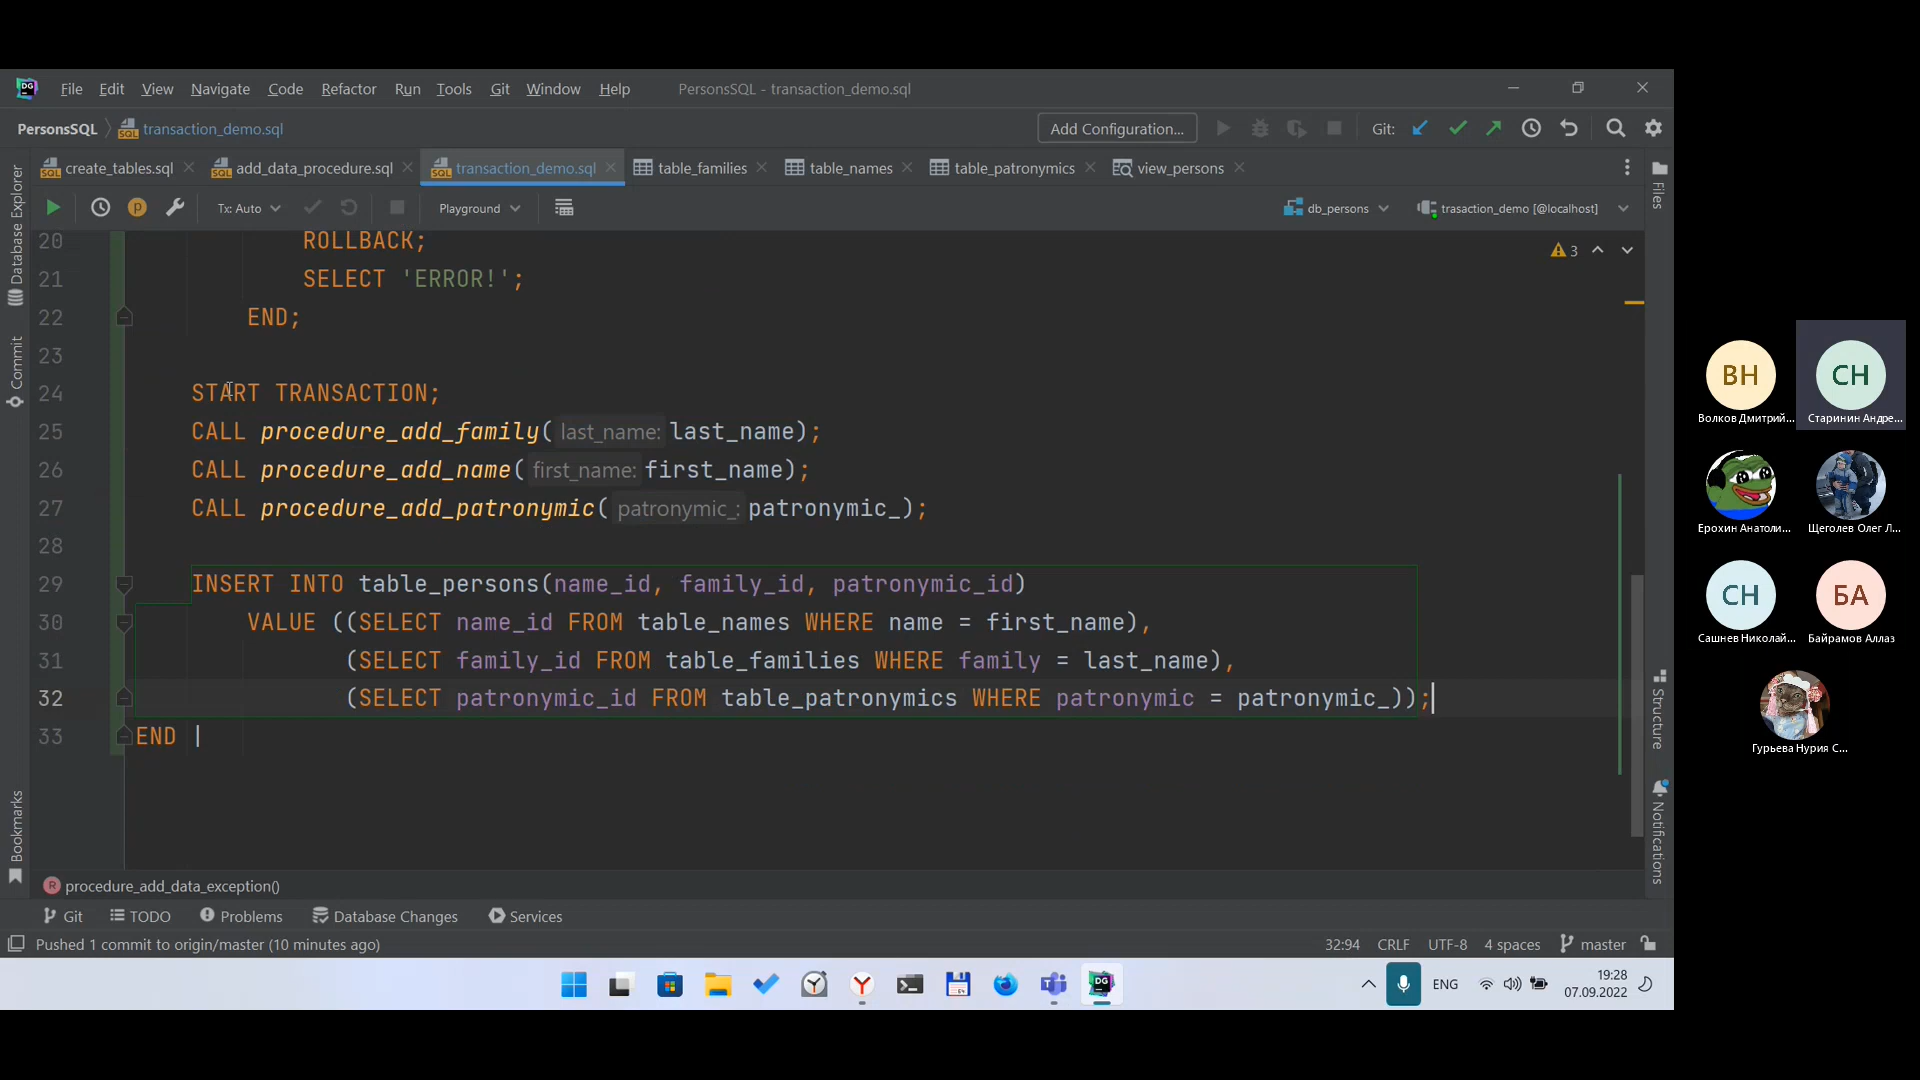 DG File Edit View Navigate Code Refactor Run Tools Git Window Help PersonsSQL - transaction_demo.sql
PersonsSQL SQL transaction_demo.sql Add Configuration... Git:
create_tables.sql add_data_procedure.sql transaction_demo.sql table_families table_names table_patronymics view_persons
Tx: Auto Playground db_persons trasaction_demo [@localhost]
Database Explorer
Commit
Bookmarks
20 ROLLBACK;
21 SELECT 'ERROR!';
22 END;
23
24 START TRANSACTION;
25 CALL procedure_add_family( last_name: last_name);
26 CALL procedure_add_name( first_name: first_name);
27 CALL procedure_add_patronymic( patronymic_: patronymic_);
28
29 INSERT INTO table_persons(name_id, family_id, patronymic_id)
30 VALUE ((SELECT name_id FROM table_names WHERE name = first_name),
31 (SELECT family_id FROM table_families WHERE family = last_name),
32 (SELECT patronymic_id FROM table_patronymics WHERE patronymic = patronymic_));
33 END |
3
Files
Structure
Notifications
R procedure_add_data_exception()
Git TODO Problems Database Changes Services
Pushed 1 commit to origin/master (10 minutes ago) 32:94 CRLF UTF-8 4 spaces master
ENG 19:28
07.09.2022
ВН СН
Волков Дмитрий... Старинин Андре...
Ерохин Анатоли... Щеголев Олег Л...
СН БА
Сашнев Николай... Байрамов Аллаз
Гурьева Нурия С...